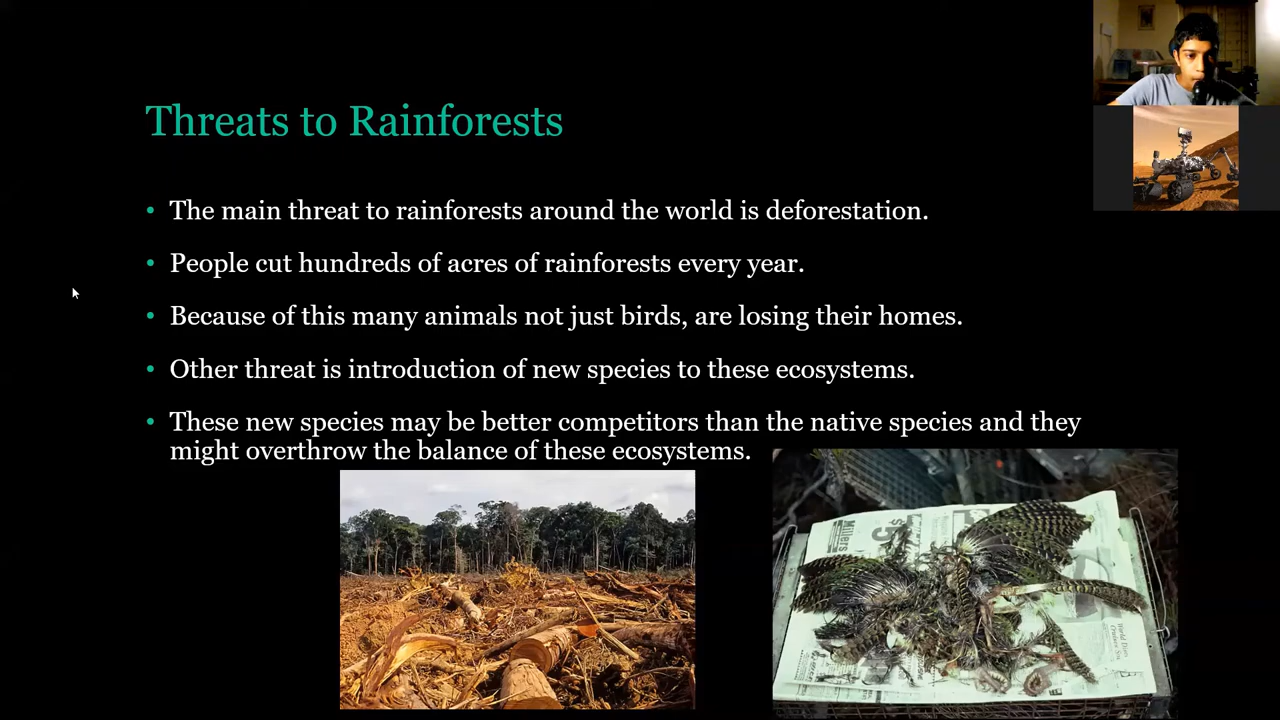 Threats to Rainforests
• The main threat to rainforests around the world is deforestation.
• People cut hundreds of acres of rainforests every year.
• Because of this many animals not just birds, are losing their homes.
• Other threat is introduction of new species to these ecosystems.
• These new species may be better competitors than the native species and they
might overthrow the balance of these ecosystems.
Millers
$5